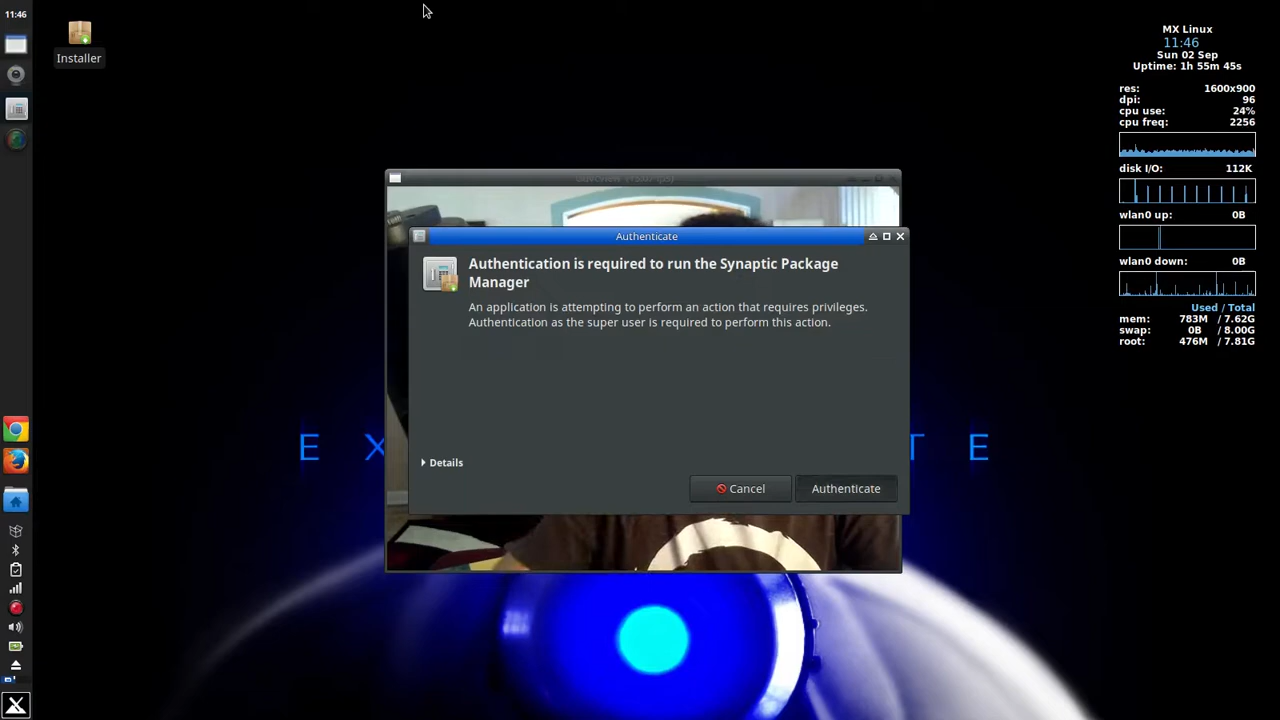 11:46
Installer
MX Linux
11:46
Sun 02 Sep
Uptime: 1h 55m 45s
res: 1600x900
dpi: 96
cpu use: 24%
cpu freq: 2256
disk I/O: 112K
wlan0 up: 0B
wlan0 down: 0B
Used / Total
mem: 783M / 7.62G
swap: 0B / 8.00G
root: 476M / 7.81G
Authenticate
Authentication is required to run the Synaptic Package
Manager
An application is attempting to perform an action that requires privileges.
Authentication as the super user is required to perform this action.
Details
Cancel
Authenticate
E X T E